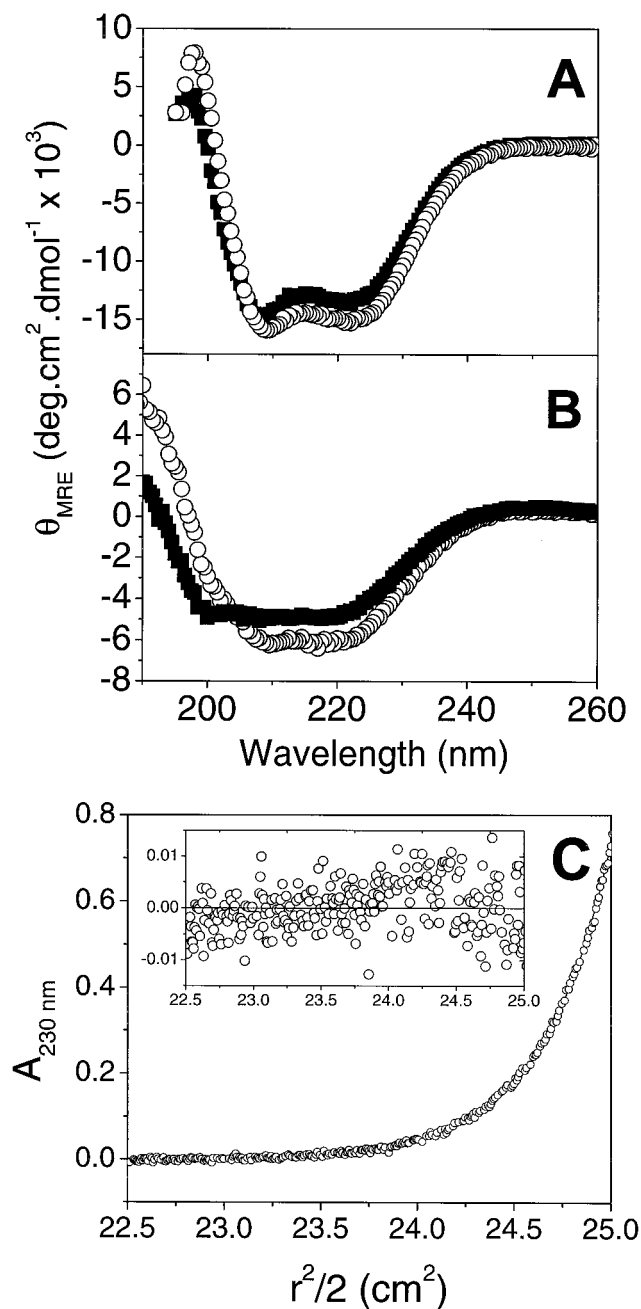 10
5
0
-5
-10
-15
A
6
4
2
0
-2
-4
-6
-8
B
θMRE (deg.cm².dmol⁻¹ x 10³)
200 220 240 260
Wavelength (nm)
0.8
0.6
0.4
0.2
0.0
A230 nm
C
0.01
0.00
-0.01
22.5 23.0 23.5 24.0 24.5 25.0
22.5 23.0 23.5 24.0 24.5 25.0
r²/2 (cm²)